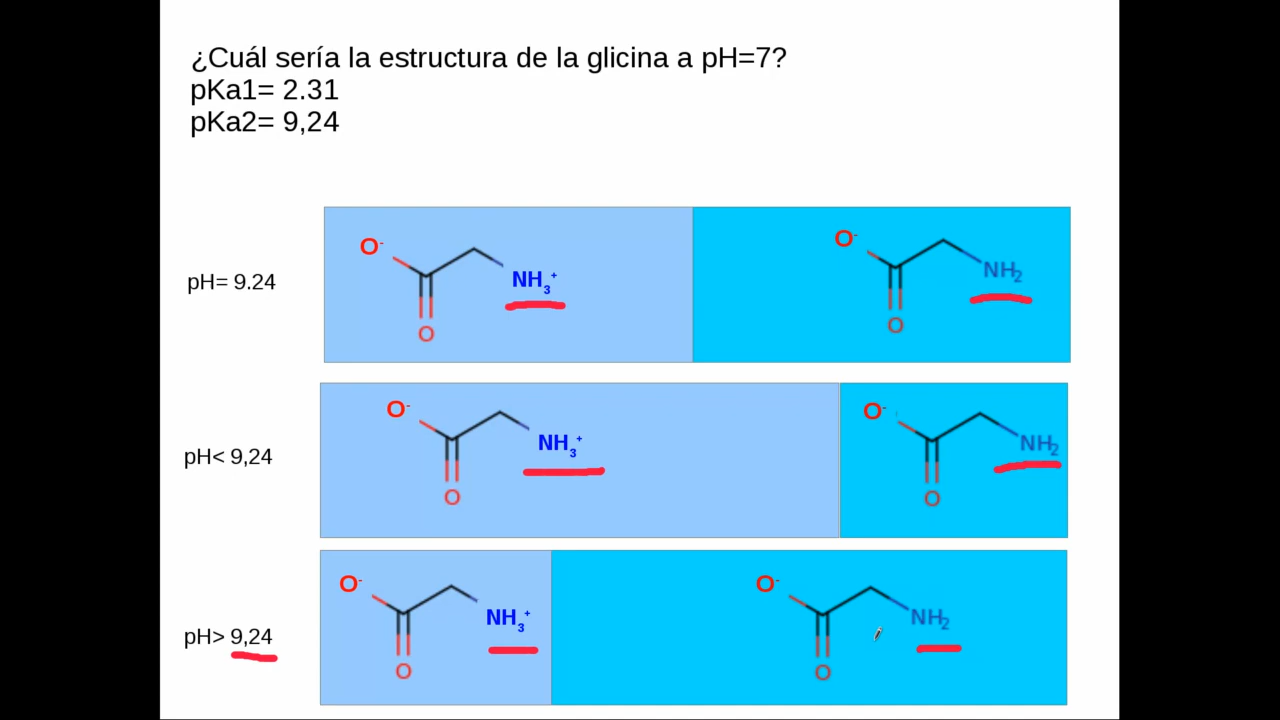 ¿Cuál sería la estructura de la glicina a pH=7?
pKa1= 2.31
pKa2= 9,24
O⁻ NH₃⁺ O
O⁻ NH₂ O
pH= 9.24
O⁻ NH₃⁺ O
O⁻ NH₂ O
pH< 9,24
O⁻ NH₃⁺ O
O⁻ NH₂ O
pH> 9,24